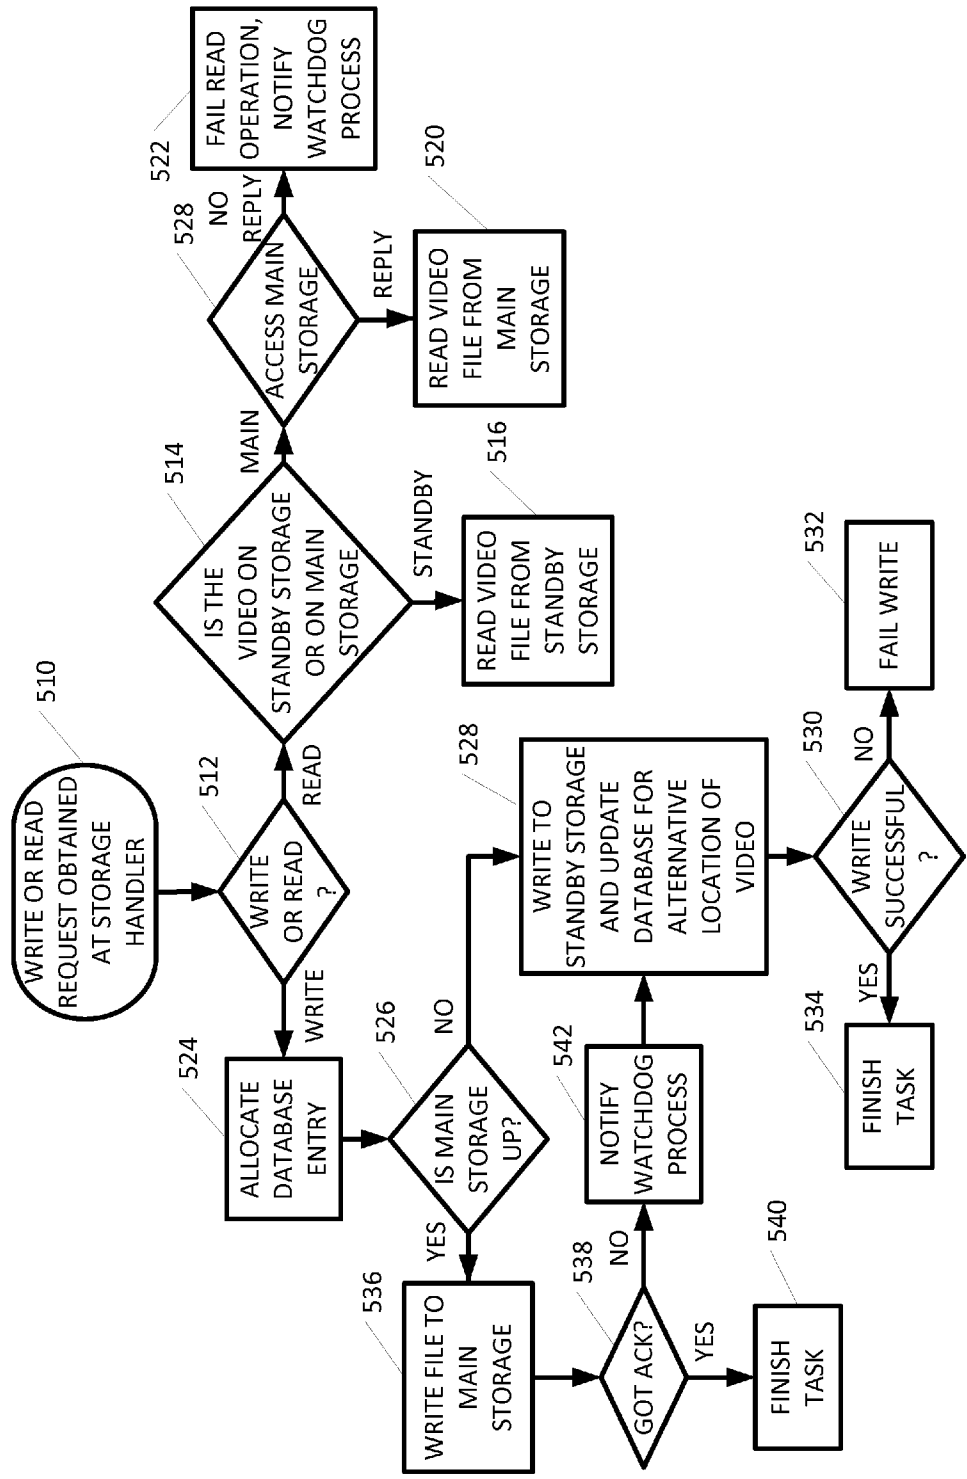 510
WRITE OR READ
REQUEST OBTAINED
AT STORAGE
HANDLER
512
WRITE
OR READ
?
READ
WRITE
514
IS THE
VIDEO ON
STANDBY STORAGE
OR ON MAIN
STORAGE
MAIN
STANDBY
528
ACCESS MAIN
STORAGE
NO
REPLY
REPLY
522
FAIL READ
OPERATION,
NOTIFY
WATCHDOG
PROCESS
520
READ VIDEO
FILE FROM
MAIN
STORAGE
516
READ VIDEO
FILE FROM
STANDBY
STORAGE
524
ALLOCATE
DATABASE
ENTRY
526
IS MAIN
STORAGE
UP?
YES
NO
536
WRITE FILE TO
MAIN
STORAGE
538
GOT ACK?
NO
YES
540
FINISH
TASK
542
NOTIFY
WATCHDOG
PROCESS
528
WRITE TO
STANDBY STORAGE
AND UPDATE
DATABASE FOR
ALTERNATIVE
LOCATION OF
VIDEO
530
WRITE
SUCCESSFUL
?
YES
NO
534
FINISH
TASK
532
FAIL WRITE